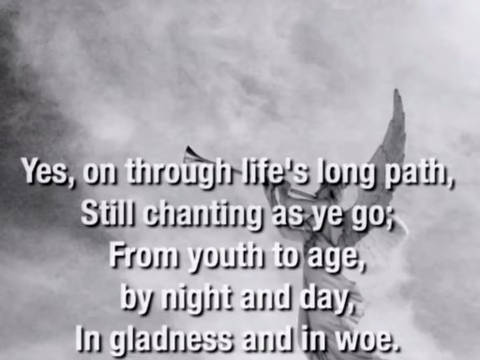 Yes, on through life's long path,
Still chanting as ye go;
From youth to age,
by night and day,
In gladness and in woe.